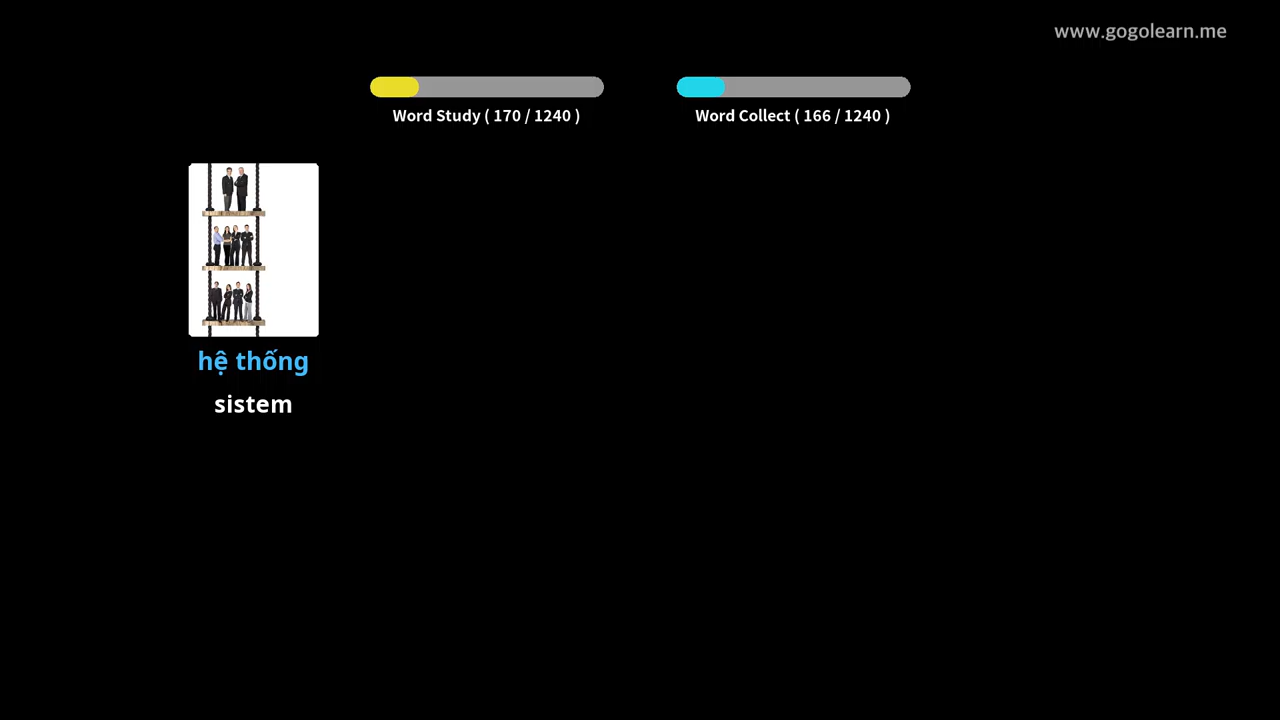 www.gogolearn.me
Word Study ( 170 / 1240 )
Word Collect ( 166 / 1240 )
hệ thống
sistem